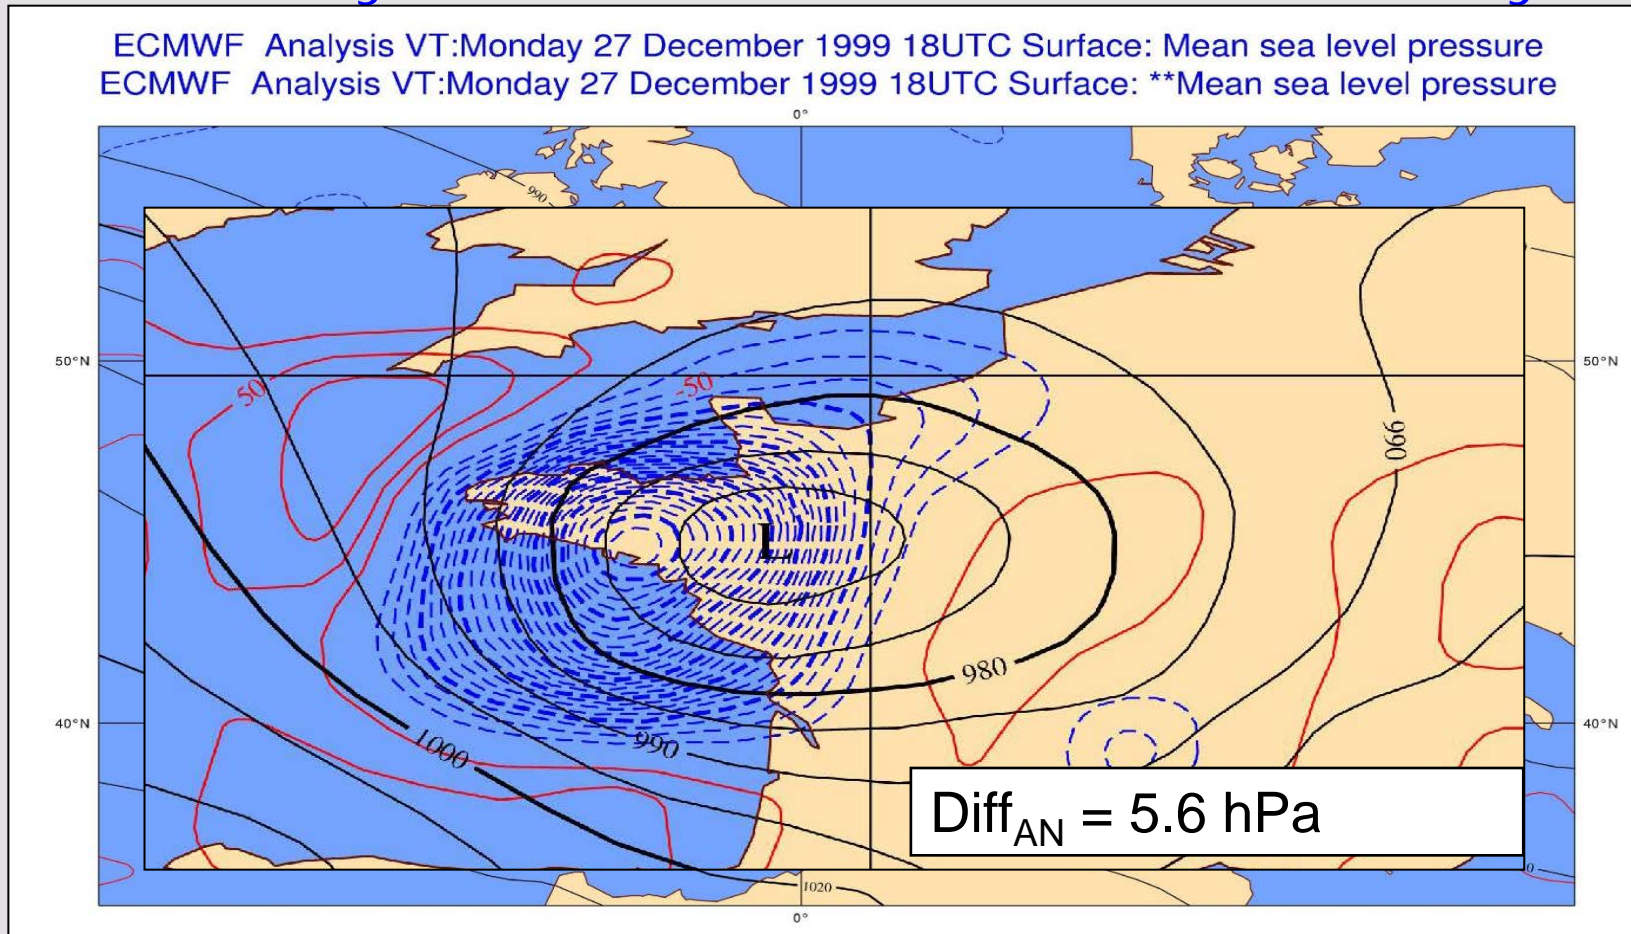 ECMWF Analysis VT:Monday 27 December 1999 18UTC Surface: Mean sea level pressure
ECMWF Analysis VT:Monday 27 December 1999 18UTC Surface: **Mean sea level pressure
0°
990
50°N
50°N
-50
-50
990
L
980
40°N
40°N
990
1000
Diff_AN = 5.6 hPa
1020
0
0°